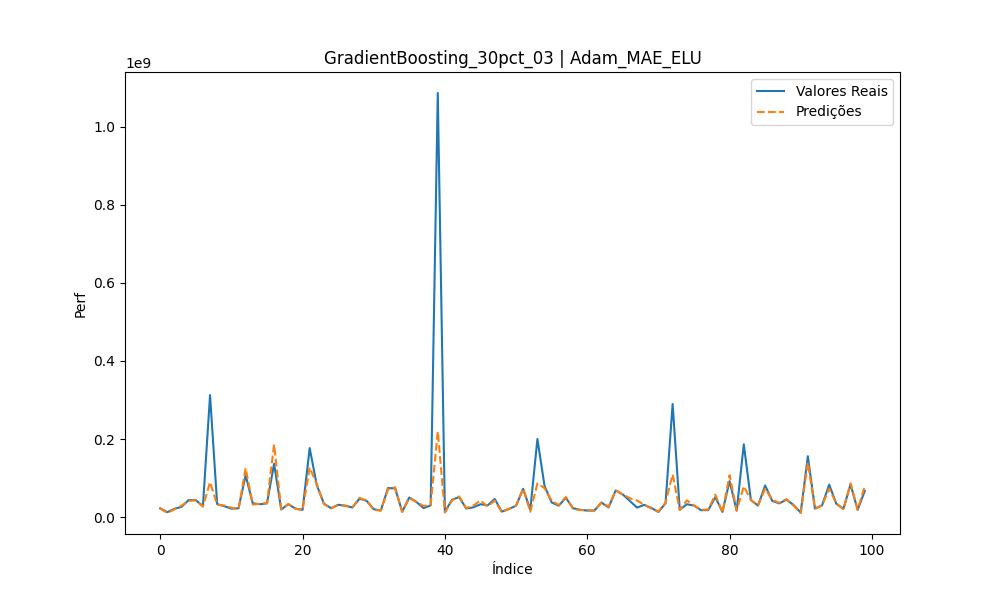 GradientBoosting_30pct_03 | Adam_MAE_ELU
1e9
Valores Reais
Predições
1.0
0.8
0.6
0.4
0.2
0.0
Perf
0
20
40
60
80
100
Índice